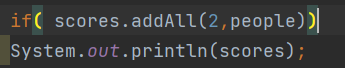 if( scores.addAll(2,people))
System.out.println(scores);